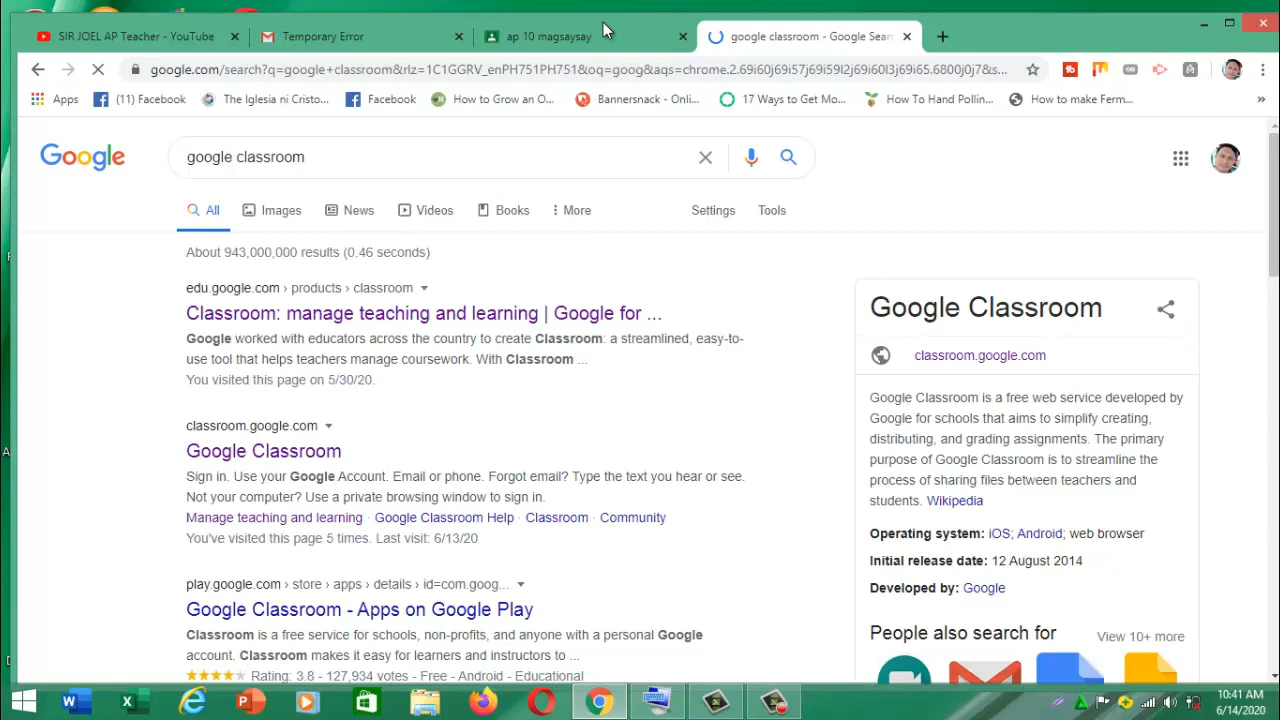 SIR JOEL AP Teacher - YouTube
Temporary Error
ap 10 magsaysay
google classroom - Google Sear
google.com/search?q=google+classroom&rlz=1C1GGRV_enPH751PH751&oq=goog&aqs=chrome.2.69i60j69i57j69i59l2j69i60l3j69i65.6800j0j7&s...
Apps
(11) Facebook
The Iglesia ni Cristo...
Facebook
How to Grow an O...
Bannersnack - Onli...
17 Ways to Get Mo...
How To Hand Pollin...
How to make Ferm...
»
Google
google classroom
All
Images
News
Videos
Books
More
Settings
Tools
About 943,000,000 results (0.46 seconds)
edu.google.com › products › classroom
Classroom: manage teaching and learning | Google for ...
Google worked with educators across the country to create Classroom: a streamlined, easy-to-
use tool that helps teachers manage coursework. With Classroom ...
You visited this page on 5/30/20.
classroom.google.com
Google Classroom
Sign in. Use your Google Account. Email or phone. Forgot email? Type the text you hear or see.
Not your computer? Use a private browsing window to sign in.
Manage teaching and learning · Google Classroom Help · Classroom · Community
You've visited this page 5 times. Last visit: 6/13/20
play.google.com › store › apps › details › id=com.goog...
Google Classroom - Apps on Google Play
Classroom is a free service for schools, non-profits, and anyone with a personal Google
account. Classroom makes it easy for learners and instructors to ...
Rating: 3.8 - 127,934 votes - Free - Android - Educational
Google Classroom
classroom.google.com
Google Classroom is a free web service developed by
Google for schools that aims to simplify creating,
distributing, and grading assignments. The primary
purpose of Google Classroom is to streamline the
process of sharing files between teachers and
students. Wikipedia
Operating system: iOS; Android; web browser
Initial release date: 12 August 2014
Developed by: Google
People also search for
View 10+ more
10:41 AM
6/14/2020